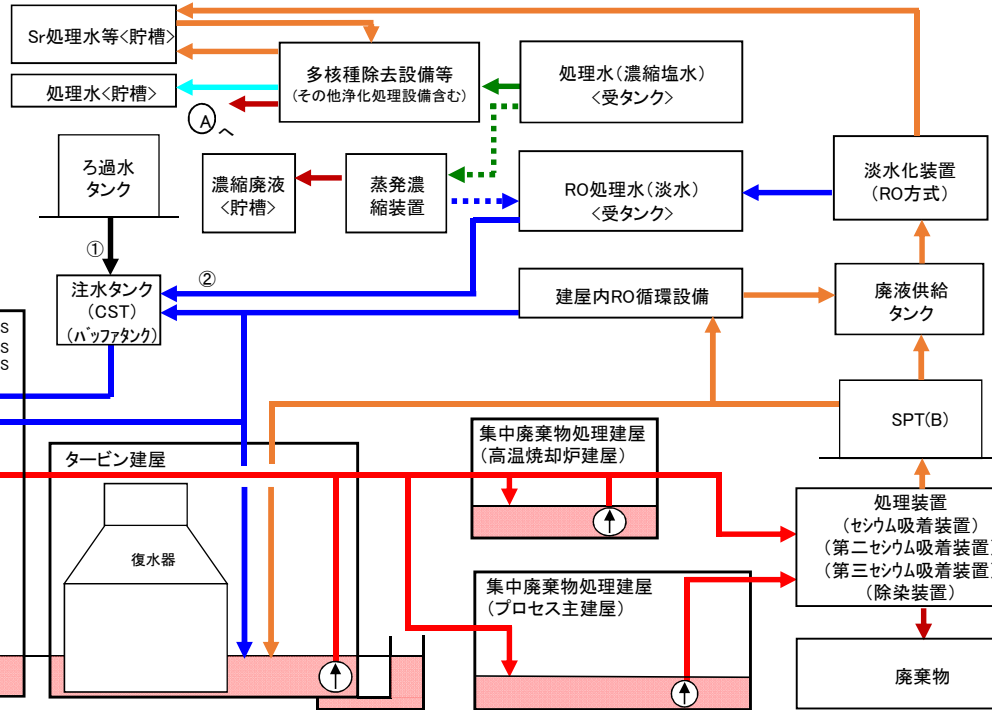 Sr処理水等<貯槽>
処理水<貯槽>
多核種除去設備等
(その他浄化処理設備含む)
処理水(濃縮塩水)
<受タンク>
A
へ
ろ過水
タンク
濃縮廃液
<貯槽>
蒸発濃
縮装置
RO処理水(淡水)
<受タンク>
淡水化装置
(RO方式)
①
②
注水タンク
(CST)
(バッファタンク)
建屋内RO循環設備
廃液供給
タンク
S
S
S
SPT(B)
タービン建屋
復水器
集中廃棄物処理建屋
(高温焼却炉建屋)
集中廃棄物処理建屋
(プロセス主建屋)
処理装置
(セシウム吸着装置)
(第二セシウム吸着装置)
(第三セシウム吸着装置)
(除染装置)
廃棄物